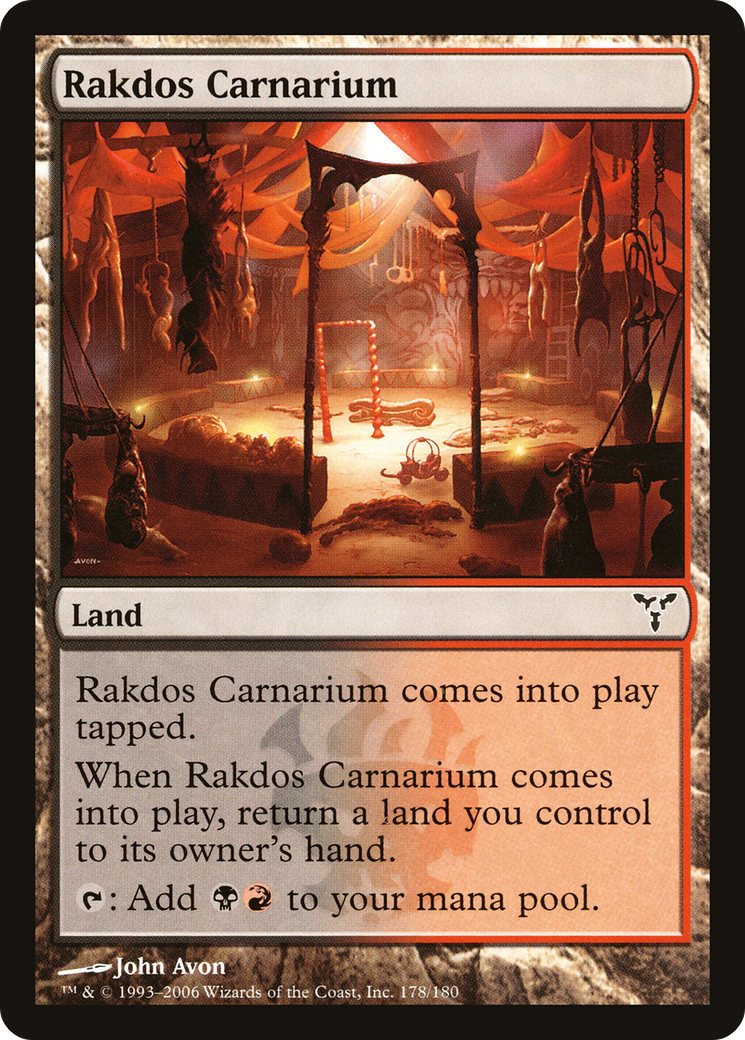 Rakdos Carnarium
AVON-
Land
Rakdos Carnarium comes into play
tapped.
When Rakdos Carnarium comes
into play, return a land you control
to its owner's hand.
: Add to your mana pool.
John Avon
™ & © 1993–2006 Wizards of the Coast, Inc. 178/180